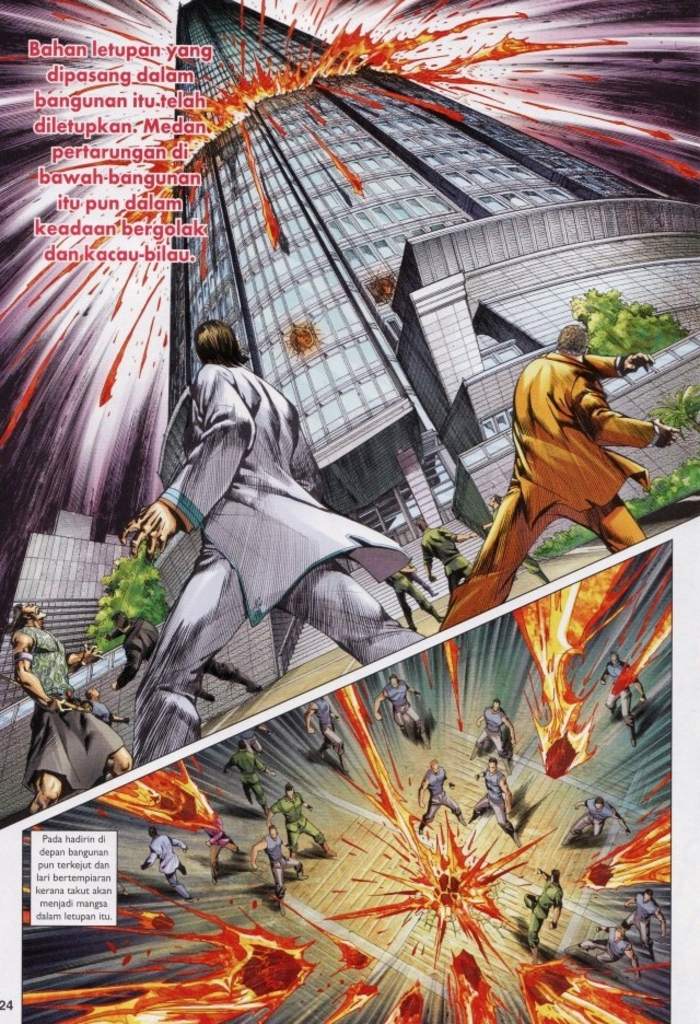 Bahan letupan yang
dipasang dalam
bangunan itu telah
diletupkan. Medan
pertarungan di
bawah bangunan
itu pun dalam
keadaan bergolak
dan kacau-bilau.
Pada hadirin di
depan bangunan
pun terkejut dan
lari bertempiaran
kerana takut akan
menjadi mangsa
dalam letupan itu.
24